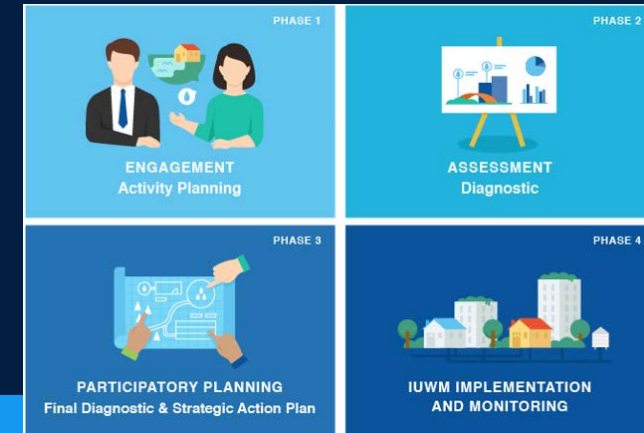 PHASE 1
ENGAGEMENT
Activity Planning
PHASE 2
ASSESSMENT
Diagnostic
PHASE 3
PARTICIPATORY PLANNING
Final Diagnostic & Strategic Action Plan
PHASE 4
IUWM IMPLEMENTATION
AND MONITORING